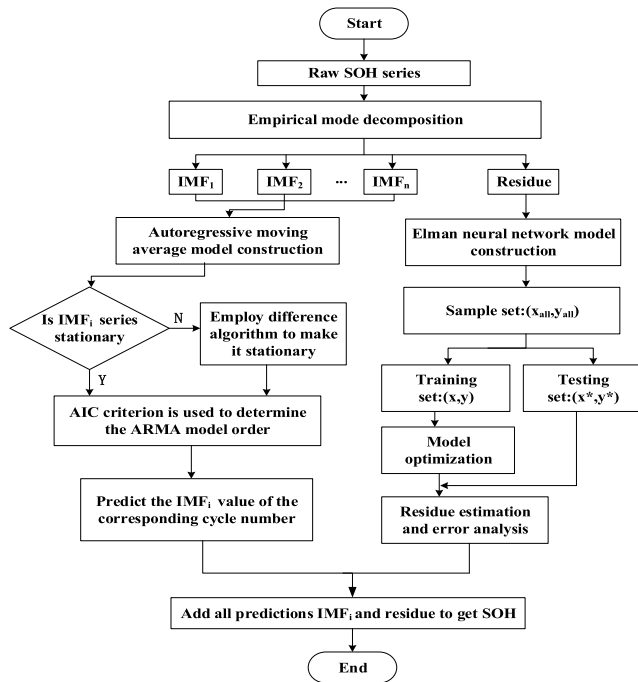 Start
Raw SOH series
Empirical mode decomposition
IMF₁ IMF₂ ... IMFₙ Residue
Autoregressive moving
average model construction
Elman neural network model
construction
Is IMFᵢ series
stationary
N
Y
Employ difference
algorithm to make
it stationary
Sample set:(x_all,y_all)
Training
set:(x,y)
Testing
set:(x*,y*)
AIC criterion is used to determine
the ARMA model order
Model
optimization
Predict the IMFᵢ value of the
corresponding cycle number
Residue estimation
and error analysis
Add all predictions IMFᵢ and residue to get SOH
End